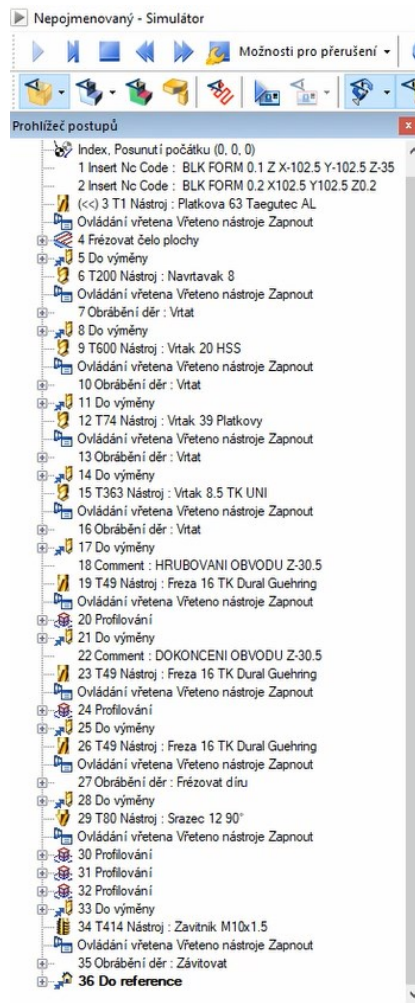 Nepojmenovaný - Simulátor
Možnosti pro přerušení
Prohlížeč postupů
Index, Posunutí počátku (0, 0, 0)
1 Insert Nc Code : BLK FORM 0.1 Z X-102.5 Y-102.5 Z-35
2 Insert Nc Code : BLK FORM 0.2 X102.5 Y102.5 Z0.2
(<<) 3 T1 Nástroj : Platkova 63 Taegutec AL
Ovládání vřetena Vřeteno nástroje Zapnout
4 Frézovat čelo plochy
5 Do výměny
6 T200 Nástroj : Navrtavak 8
Ovládání vřetena Vřeteno nástroje Zapnout
7 Obrábění děr : Vrtat
8 Do výměny
9 T600 Nástroj : Vrtak 20 HSS
Ovládání vřetena Vřeteno nástroje Zapnout
10 Obrábění děr : Vrtat
11 Do výměny
12 T74 Nástroj : Vrtak 39 Platkovy
Ovládání vřetena Vřeteno nástroje Zapnout
13 Obrábění děr : Vrtat
14 Do výměny
15 T363 Nástroj : Vrtak 8.5 TK UNI
Ovládání vřetena Vřeteno nástroje Zapnout
16 Obrábění děr : Vrtat
17 Do výměny
18 Comment : HRUBOVANI OBVODU Z-30.5
19 T49 Nástroj : Freza 16 TK Dural Guehring
Ovládání vřetena Vřeteno nástroje Zapnout
20 Profilování
21 Do výměny
22 Comment : DOKONCENI OBVODU Z-30.5
23 T49 Nástroj : Freza 16 TK Dural Guehring
Ovládání vřetena Vřeteno nástroje Zapnout
24 Profilování
25 Do výměny
26 T49 Nástroj : Freza 16 TK Dural Guehring
Ovládání vřetena Vřeteno nástroje Zapnout
27 Obrábění děr : Frézovat díru
28 Do výměny
29 T80 Nástroj : Srazec 12 90°
Ovládání vřetena Vřeteno nástroje Zapnout
30 Profilování
31 Profilování
32 Profilování
33 Do výměny
34 T414 Nástroj : Zavitnik M10x1.5
Ovládání vřetena Vřeteno nástroje Zapnout
35 Obrábění děr : Závitovat
36 Do reference